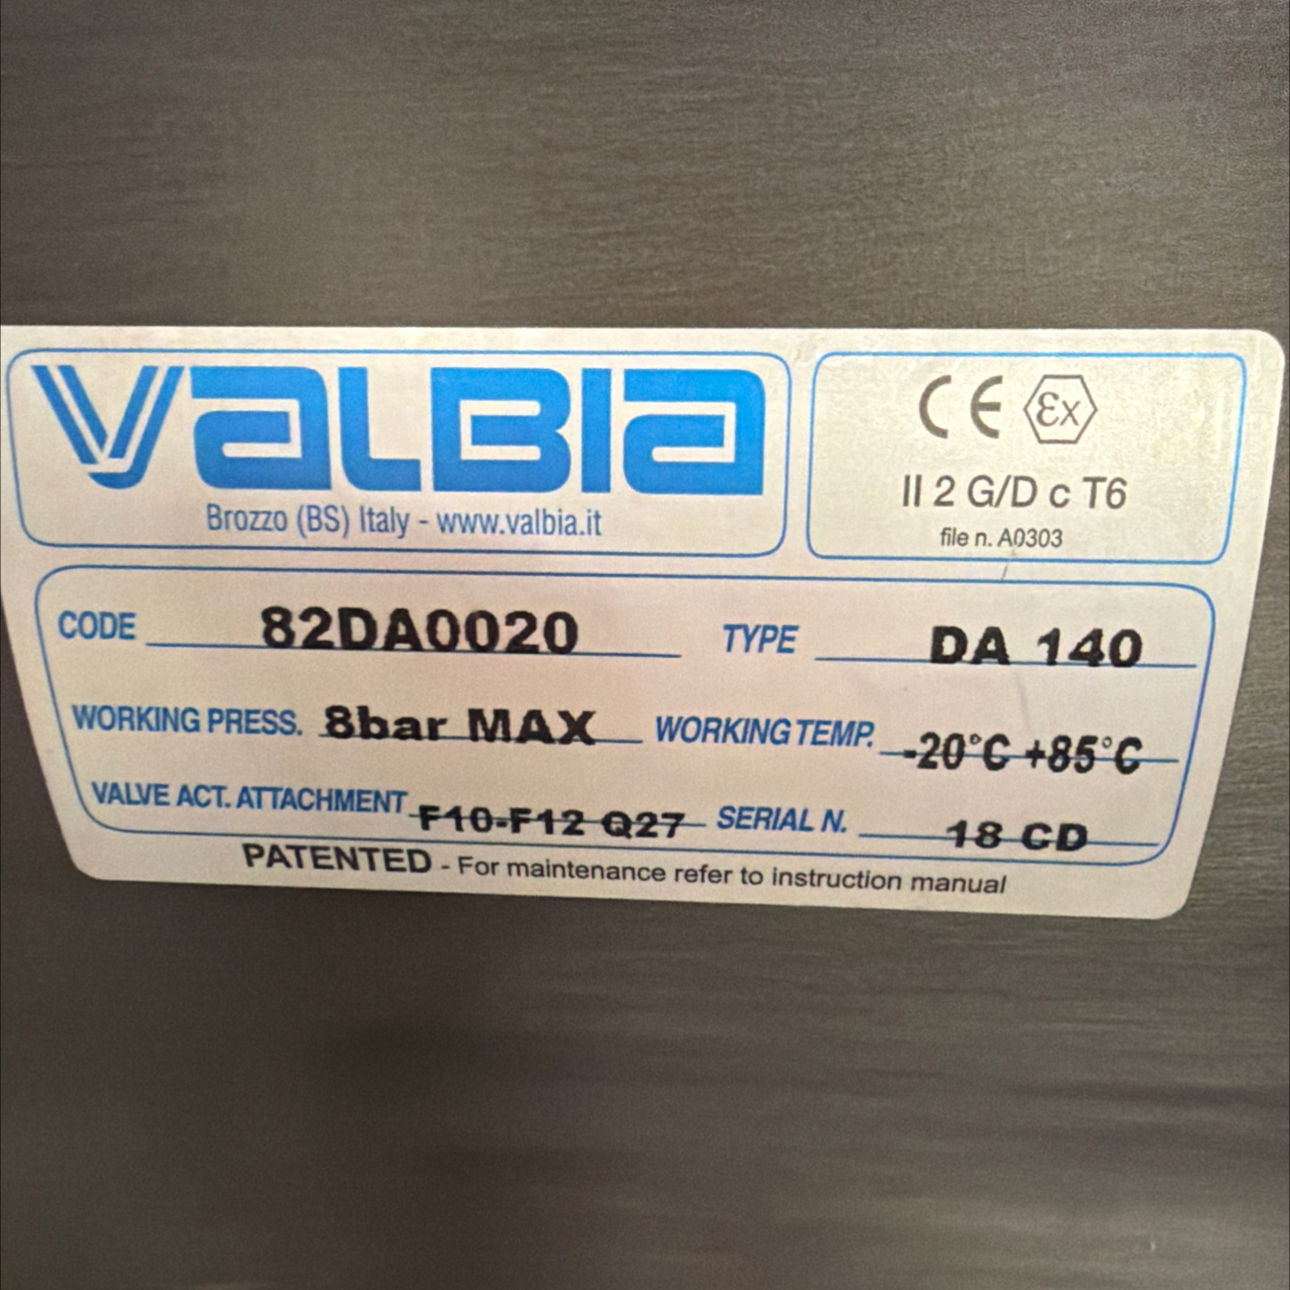 VALBIA
Brozzo (BS) Italy - www.valbia.it
CE Ex
II 2 G/D c T6
file n. A0303
CODE 82DA0020 TYPE DA 140
WORKING PRESS. 8bar MAX WORKING TEMP. -20°C +85°C
VALVE ACT. ATTACHMENT F10-F12 Q27 SERIAL N. 18 CD
PATENTED - For maintenance refer to instruction manual